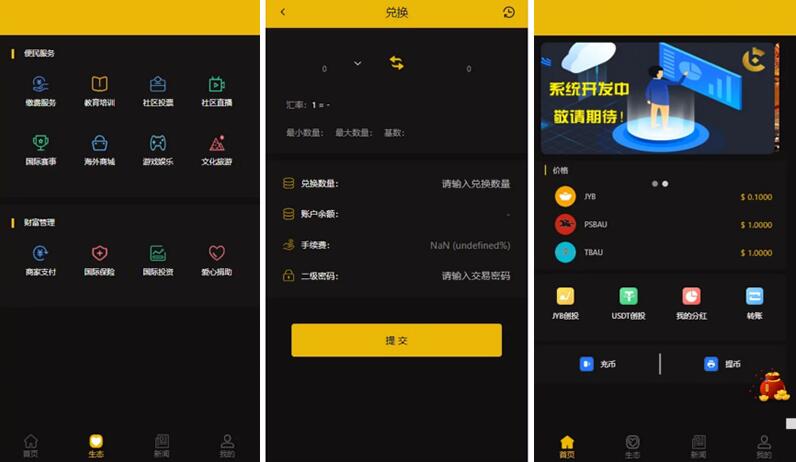 便民服务
缴费服务
教育培训
社区投票
社区直播
国际赛事
海外商城
游戏娱乐
文化旅游
财富管理
商家支付
国际保险
国际投资
爱心捐助
首页
生态
新闻
我的
兑换
0
0
汇率：1 = -
最小数量： 最大数量： 基数：
兑换数量： 请输入兑换数量
账户余额： -
手续费： NaN (undefined%)
二级密码： 请输入交易密码
提 交
系统开发中
敬请期待！
价格
JYB $ 0.1000
PSBAU $ 1.0000
TBAU $ 1.0000
JYB创投
USDT创投
我的分红
转账
充币
提币
首页
生态
新闻
我的